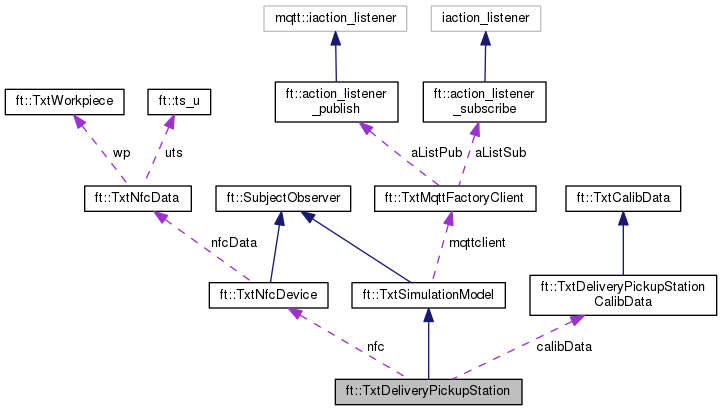 mqtt::iaction_listener
iaction_listener
ft::TxtWorkpiece
ft::ts_u
ft::action_listener
_publish
ft::action_listener
_subscribe
wp
uts
aListPub
aListSub
ft::TxtNfcData
ft::SubjectObserver
ft::TxtMqttFactoryClient
ft::TxtCalibData
nfcData
mqttclient
ft::TxtNfcDevice
ft::TxtSimulationModel
ft::TxtDeliveryPickupStation
CalibData
nfc
calibData
ft::TxtDeliveryPickupStation